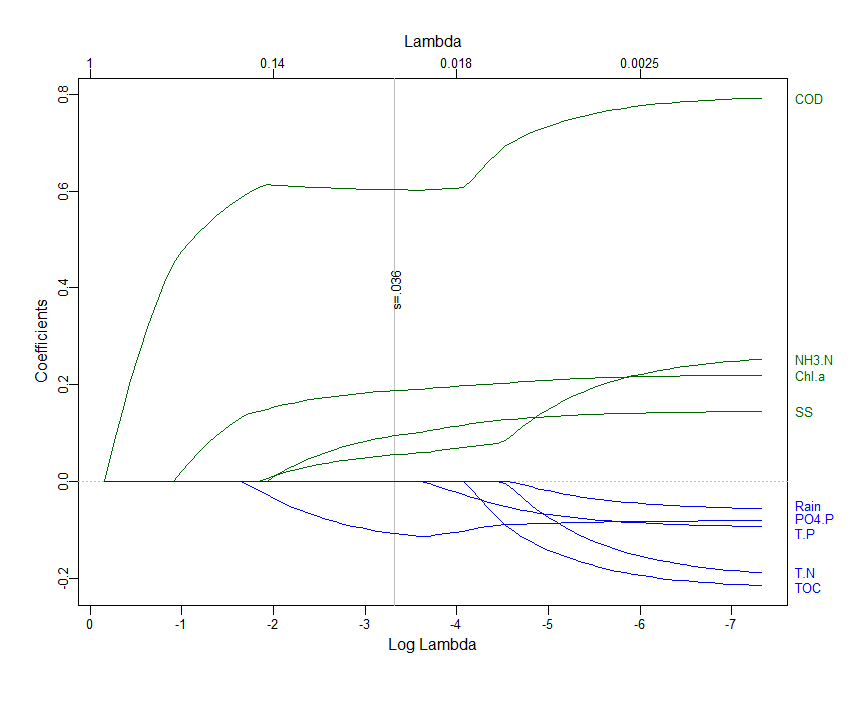 Lambda
1 0.14 0.018 0.0025
Coefficients
0.8
0.6
0.4
0.2
0.0
-0.2
s=.036
COD
NH3.N
Chl.a
SS
Rain
PO4.P
T.P
T.N
TOC
0 -1 -2 -3 -4 -5 -6 -7
Log Lambda